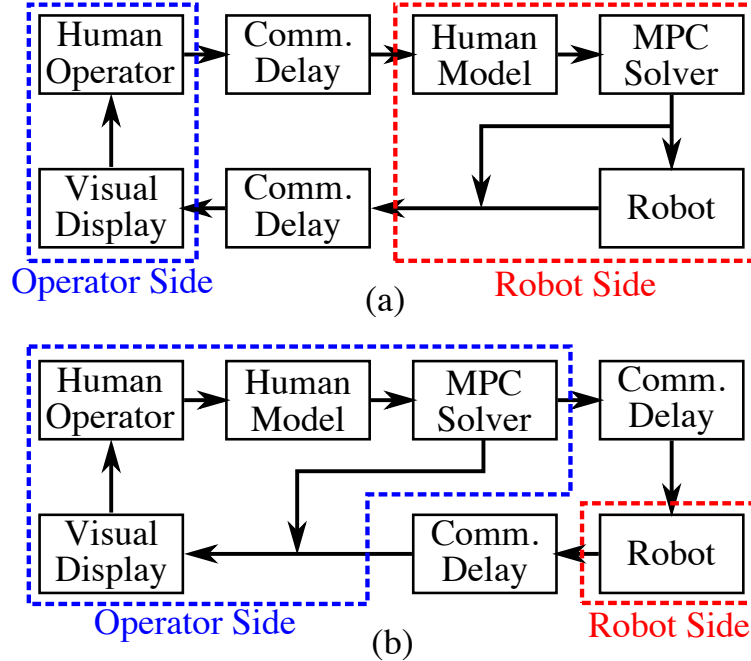 Human
Operator
Comm.
Delay
Human
Model
MPC
Solver
Visual
Display
Comm.
Delay
Robot
Operator Side
Robot Side
(a)
Human
Operator
Human
Model
MPC
Solver
Comm.
Delay
Visual
Display
Comm.
Delay
Robot
Operator Side
Robot Side
(b)